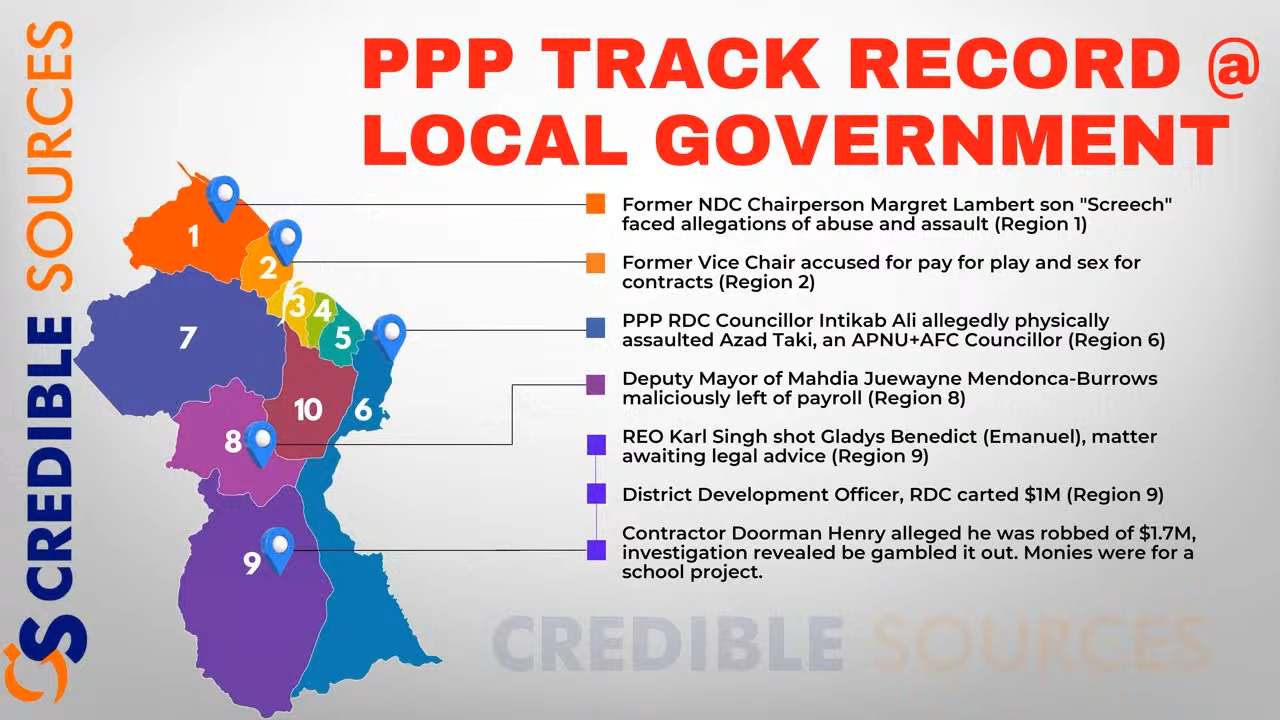 CREDIBLE SOURCES
PPP TRACK RECORD @
LOCAL GOVERNMENT
Former NDC Chairperson Margret Lambert son "Screech"
faced allegations of abuse and assault (Region 1)
Former Vice Chair accused for pay for play and sex for
contracts (Region 2)
PPP RDC Councillor Intikab Ali allegedly physically
assaulted Azad Taki, an APNU+AFC Councillor (Region 6)
Deputy Mayor of Mahdia Juewayne Mendonca-Burrows
maliciously left of payroll (Region 8)
REO Karl Singh shot Gladys Benedict (Emanuel), matter
awaiting legal advice (Region 9)
District Development Officer, RDC carted $1M (Region 9)
Contractor Doorman Henry alleged he was robbed of $1.7M,
investigation revealed be gambled it out. Monies were for a
school project.
1
2
3
4
5
7
10
6
8
9
CS
CREDIBLE SOURCES